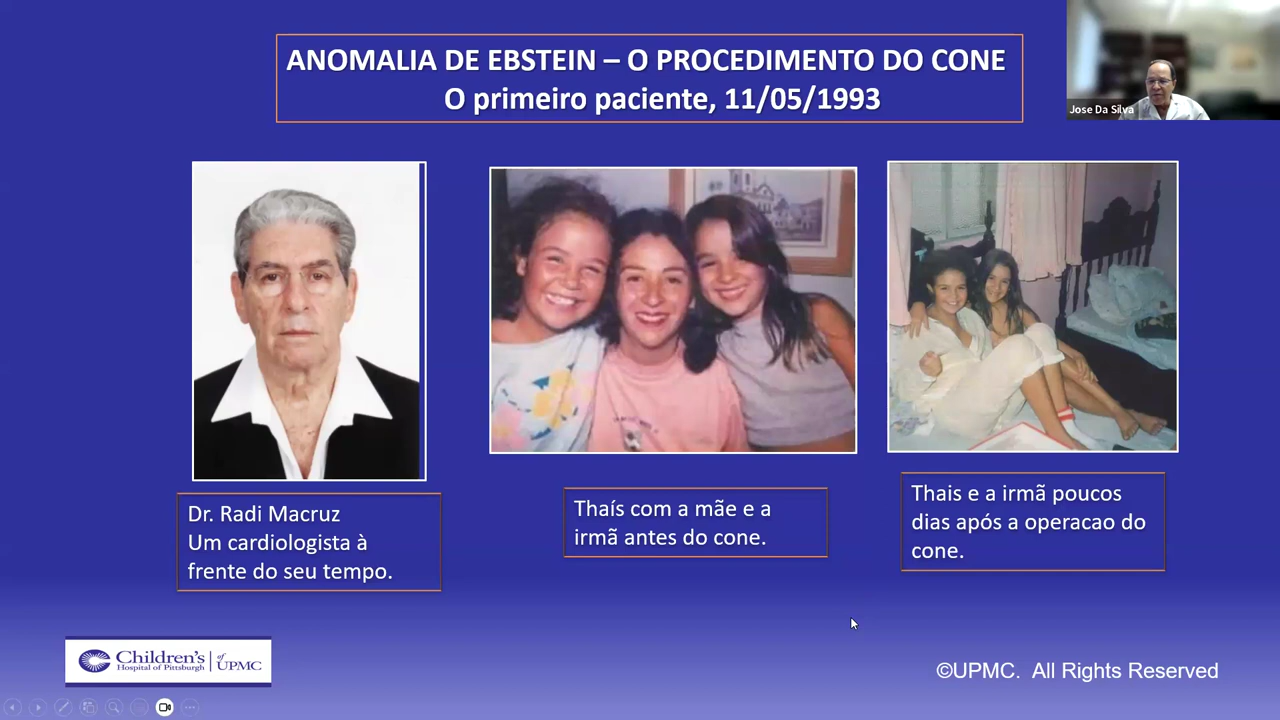 ANOMALIA DE EBSTEIN – O PROCEDIMENTO DO CONE
O primeiro paciente, 11/05/1993
Jose Da Silva
Dr. Radi Macruz
Um cardiologista à
frente do seu tempo.
Thaís com a mãe e a
irmã antes do cone.
Thais e a irmã poucos
dias após a operacao do
cone.
Children's
Hospital of Pittsburgh
of
UPMC
©UPMC.  All Rights Reserved